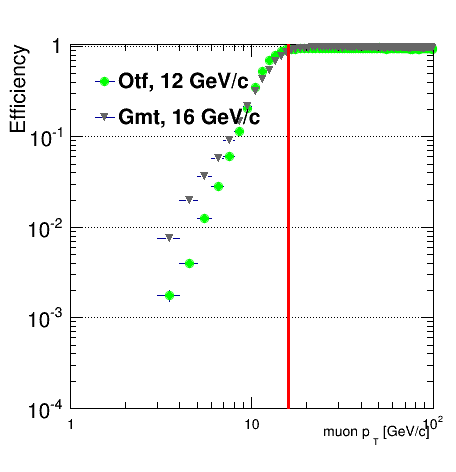 Efficiency
1
Otf, 12 GeV/c
Gmt, 16 GeV/c
10^-1
10^-2
10^-3
10^-4
1
10
10^2
muon p_T [GeV/c]